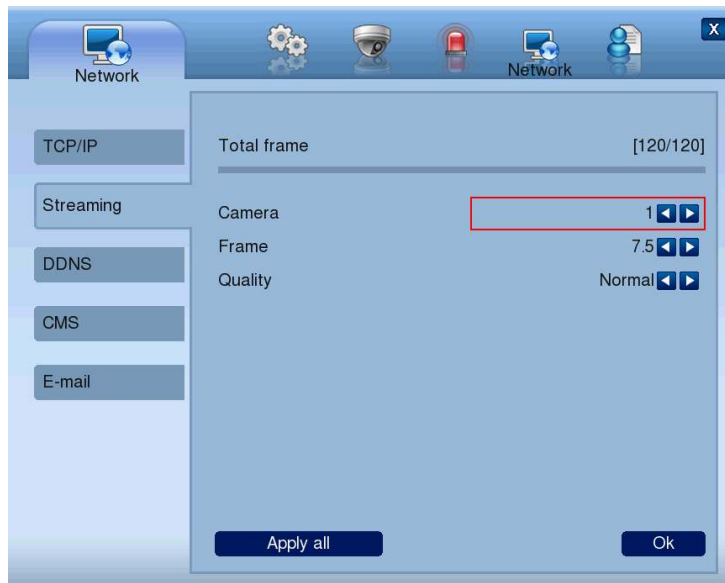 X
Network
Network
TCP/IP
Total frame [120/120]
Streaming
Camera 1
Frame 7.5
DDNS
Quality Normal
CMS
E-mail
Apply all Ok